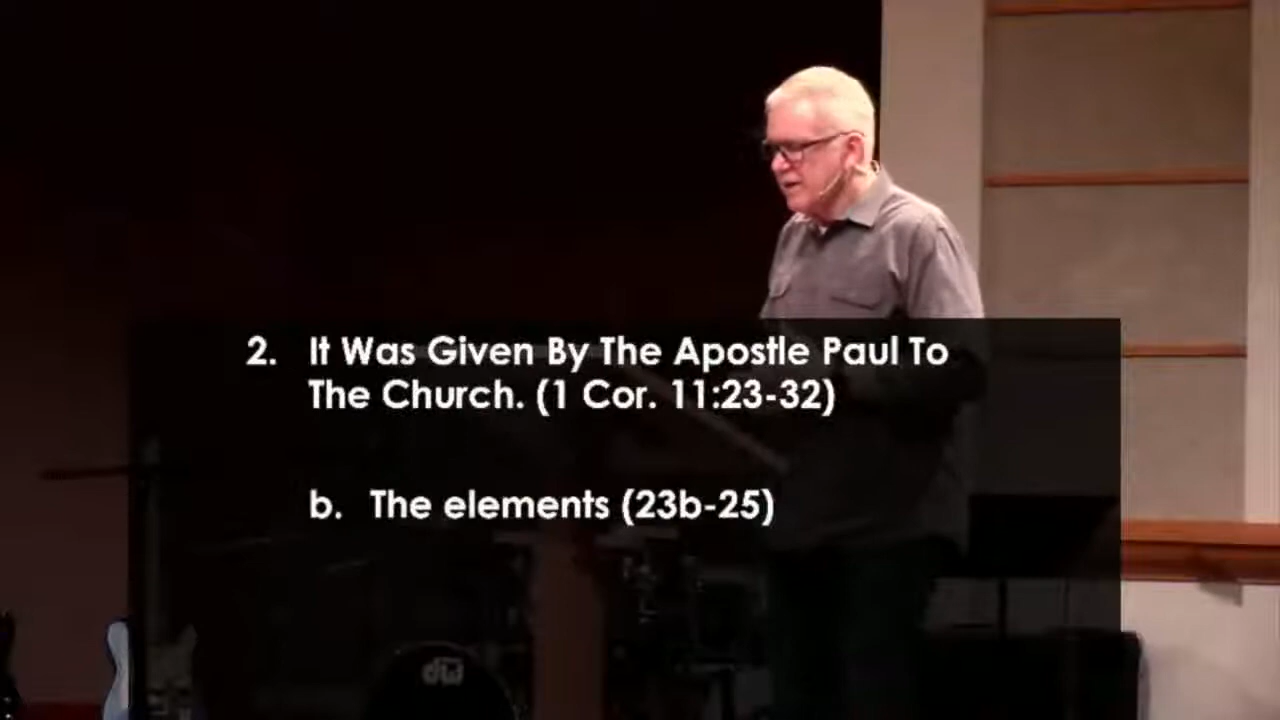 2. It Was Given By The Apostle Paul To
The Church. (1 Cor. 11:23-32)
b. The elements (23b-25)
dw